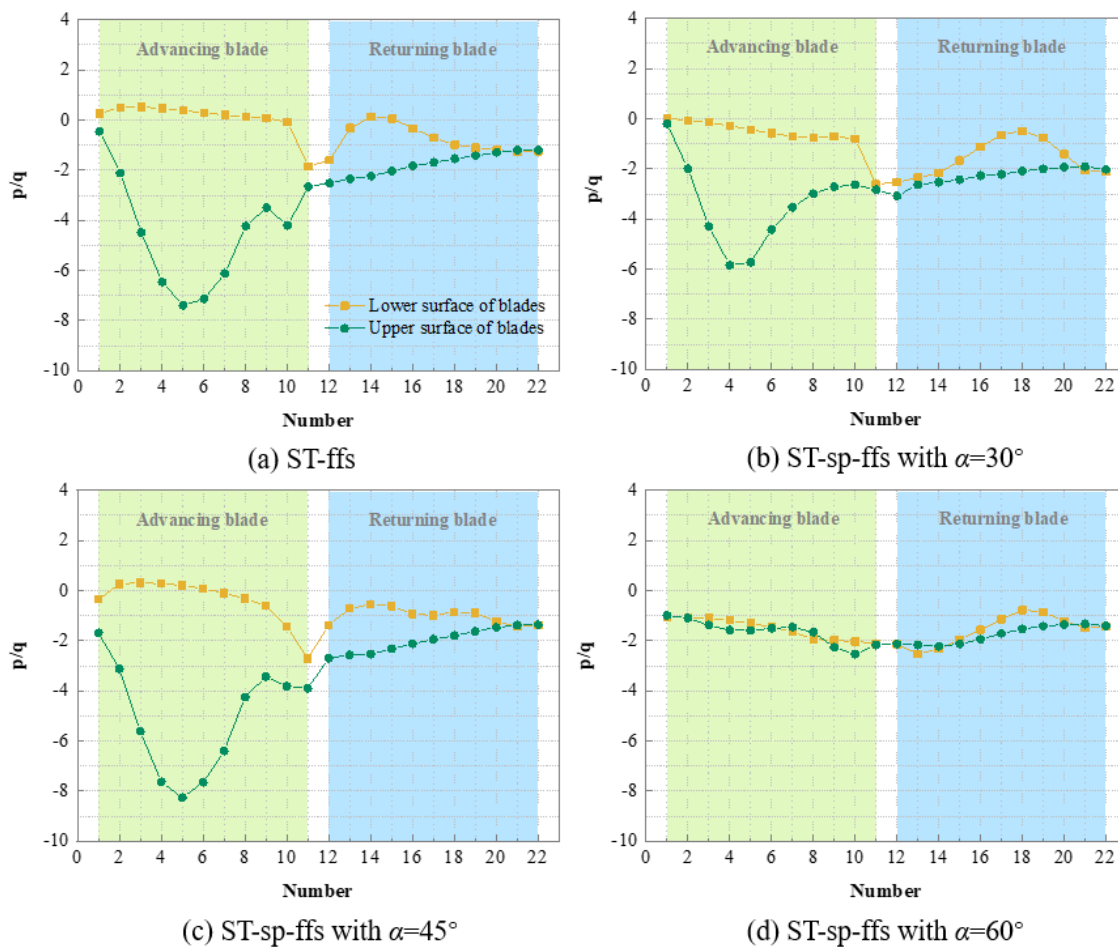 4
2
0
-2
-4
-6
-8
-10
p/q
Advancing blade
Returning blade
Lower surface of blades
Upper surface of blades
0 2 4 6 8 10 12 14 16 18 20 22
Number
(a) ST-ffs
4
2
0
-2
-4
-6
-8
-10
p/q
Advancing blade
Returning blade
0 2 4 6 8 10 12 14 16 18 20 22
Number
(b) ST-sp-ffs with α=30°
4
2
0
-2
-4
-6
-8
-10
p/q
Advancing blade
Returning blade
0 2 4 6 8 10 12 14 16 18 20 22
Number
(c) ST-sp-ffs with α=45°
4
2
0
-2
-4
-6
-8
-10
p/q
Advancing blade
Returning blade
0 2 4 6 8 10 12 14 16 18 20 22
Number
(d) ST-sp-ffs with α=60°